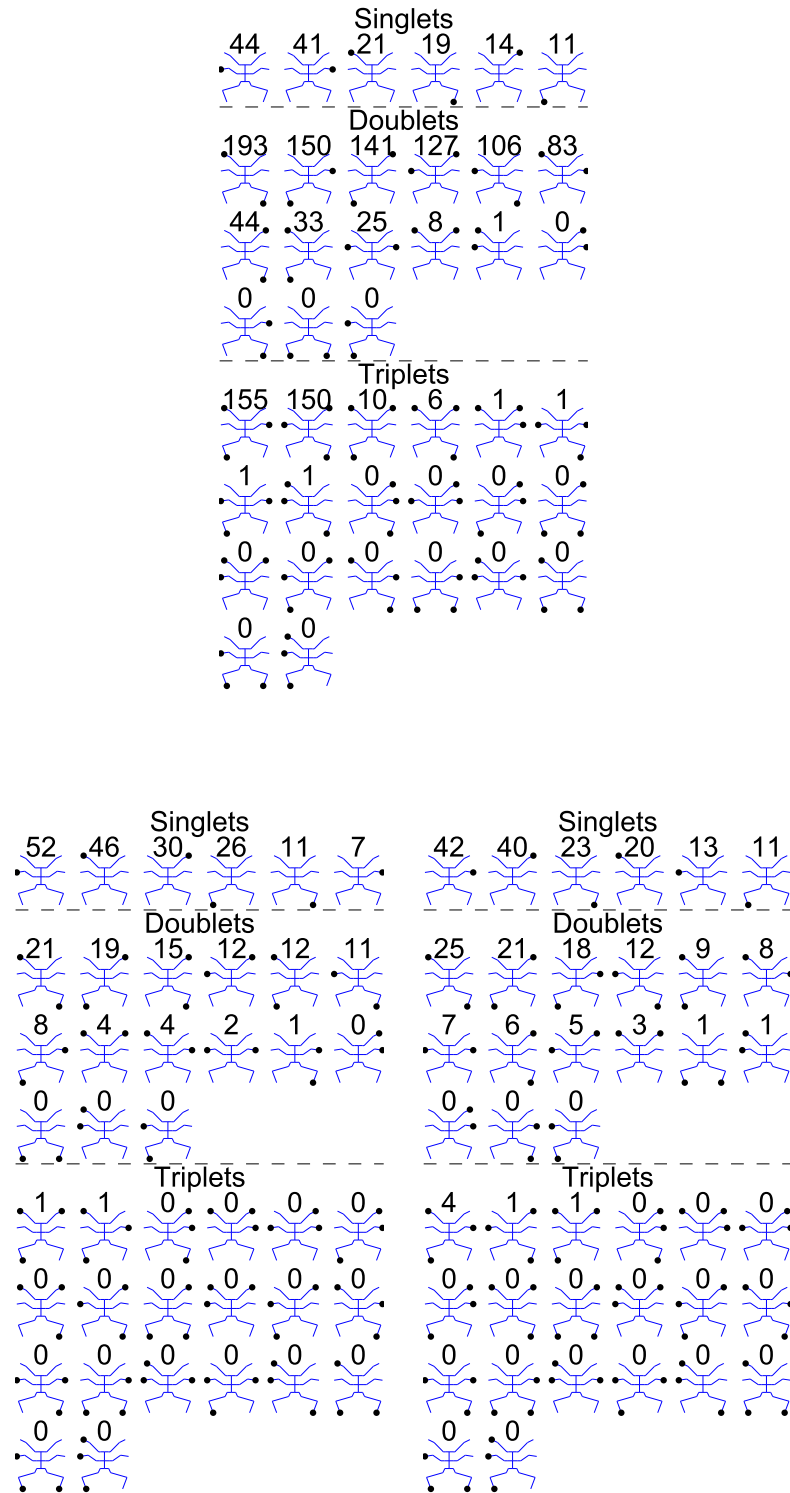 Singlets
44 41 21 19 14 11
Doublets
193 150 141 127 106 83
44 33 25 8 1 0
0 0 0
Triplets
155 150 10 6 1 1
1 1 0 0 0 0
0 0 0 0 0 0
0 0
Singlets
52 46 30 26 11 7
Doublets
21 19 15 12 12 11
8 4 4 2 1 0
0 0 0
Triplets
1 1 0 0 0 0
0 0 0 0 0 0
0 0 0 0 0 0
0 0
Singlets
42 40 23 20 13 11
Doublets
25 21 18 12 9 8
7 6 5 3 1 1
0 0 0
Triplets
4 1 1 0 0 0
0 0 0 0 0 0
0 0 0 0 0 0
0 0